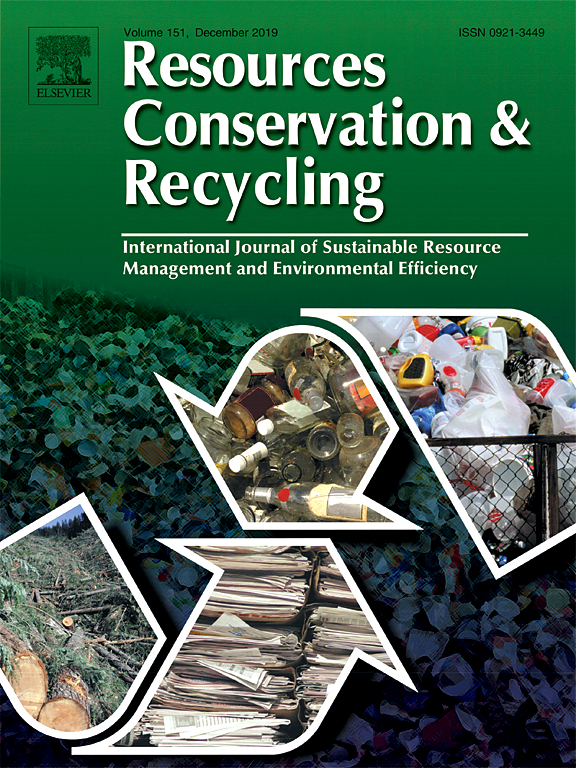 Volume 151, December 2019
ISSN 0921-3449
ELSEVIER
Resources
Conservation &
Recycling
International Journal of Sustainable Resource
Management and Environmental Efficiency